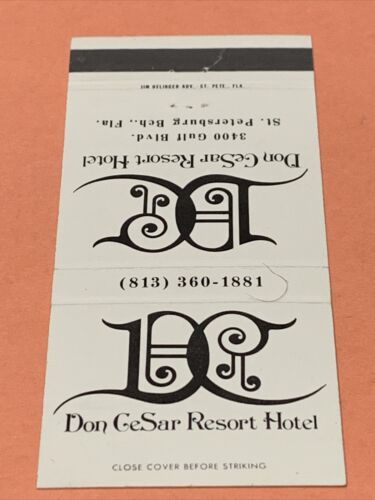 JIM DELINGER ADV., ST. PETE., FLA.
St. Petersburg Bch., Fla.
3400 Gulf Blvd.
Don CeSar Resort Hotel
(813) 360-1881
Don CeSar Resort Hotel
CLOSE COVER BEFORE STRIKING